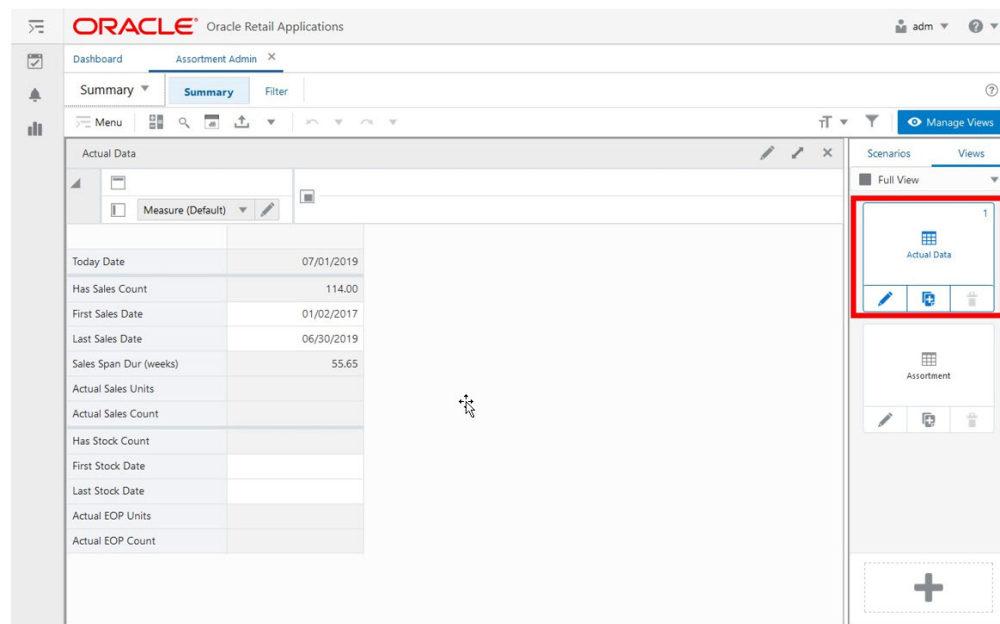 ORACLE® Oracle Retail Applications adm
Dashboard Assortment Admin
Summary Summary Filter
Menu Manage Views
Actual Data
Scenarios Views
Full View
Measure (Default)
1
Actual Data
Today Date 07/01/2019
Has Sales Count 114.00
First Sales Date 01/02/2017
Last Sales Date 06/30/2019
Sales Span Dur (weeks) 55.65
Actual Sales Units
Actual Sales Count
Has Stock Count
First Stock Date
Last Stock Date
Actual EOP Units
Actual EOP Count
Assortment